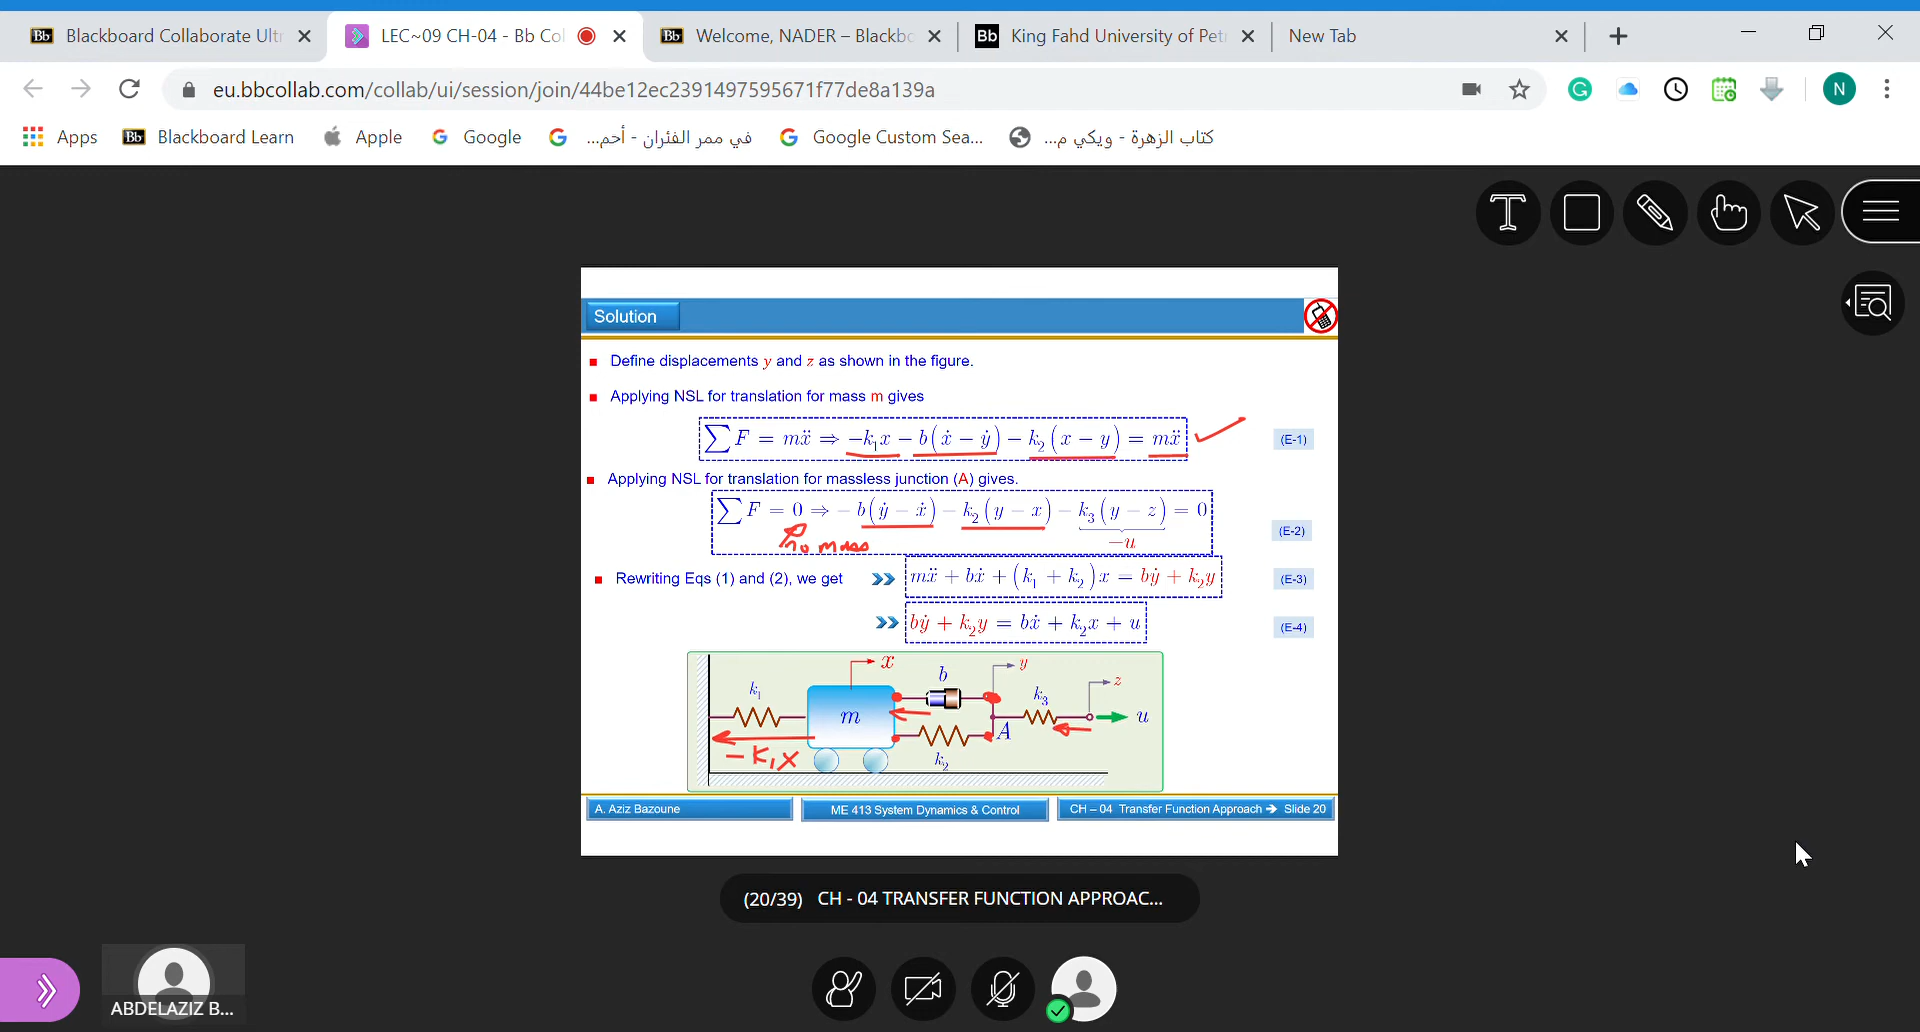 Blackboard Collaborate Ultr
LEC~09 CH-04 - Bb Col
Welcome, NADER – Blackbo
King Fahd University of Petr
New Tab
eu.bbcollab.com/collab/ui/session/join/44be12ec2391497595671f77de8a139a
N
Apps
Blackboard Learn
Apple
Google
في ممر الفئران - أحم...
Google Custom Sea...
كتاب الزهرة - ويكي م...
Solution
Define displacements y and z as shown in the figure.
Applying NSL for translation for mass m gives
∑ F = mẍ ⇒ −k₁x − b(ẋ − ẏ) − k₂(x − y) = mẍ
(E-1)
Applying NSL for translation for massless junction (A) gives.
∑ F = 0 ⇒ − b(ẏ − ẋ) − k₂(y − x) − k₃(y − z) = 0
−u
no mass
(E-2)
Rewriting Eqs (1) and (2), we get
mẍ + bẋ + (k₁ + k₂)x = bẏ + k₂y
(E-3)
bẏ + k₂y = bẋ + k₂x + u
(E-4)
x
b
y
k₁
k₃
z
m
u
A
k₂
− K₁X
A. Aziz Bazoune
ME 413 System Dynamics & Control
CH – 04 Transfer Function Approach ➔ Slide 20
(20/39) CH - 04 TRANSFER FUNCTION APPROAC...
ABDELAZIZ B...